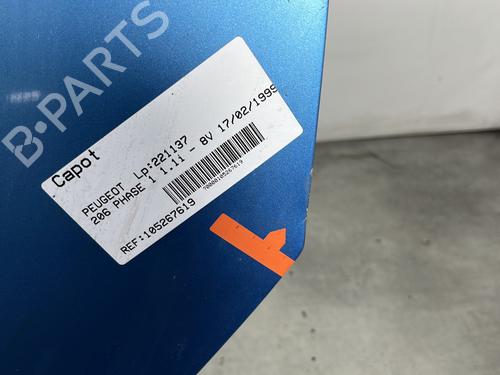 B-PARTS
Capot
PEUGEOT Lp:221137
206 PHASE 1 1.1i - 8V 17/02/1999
REF:105267619